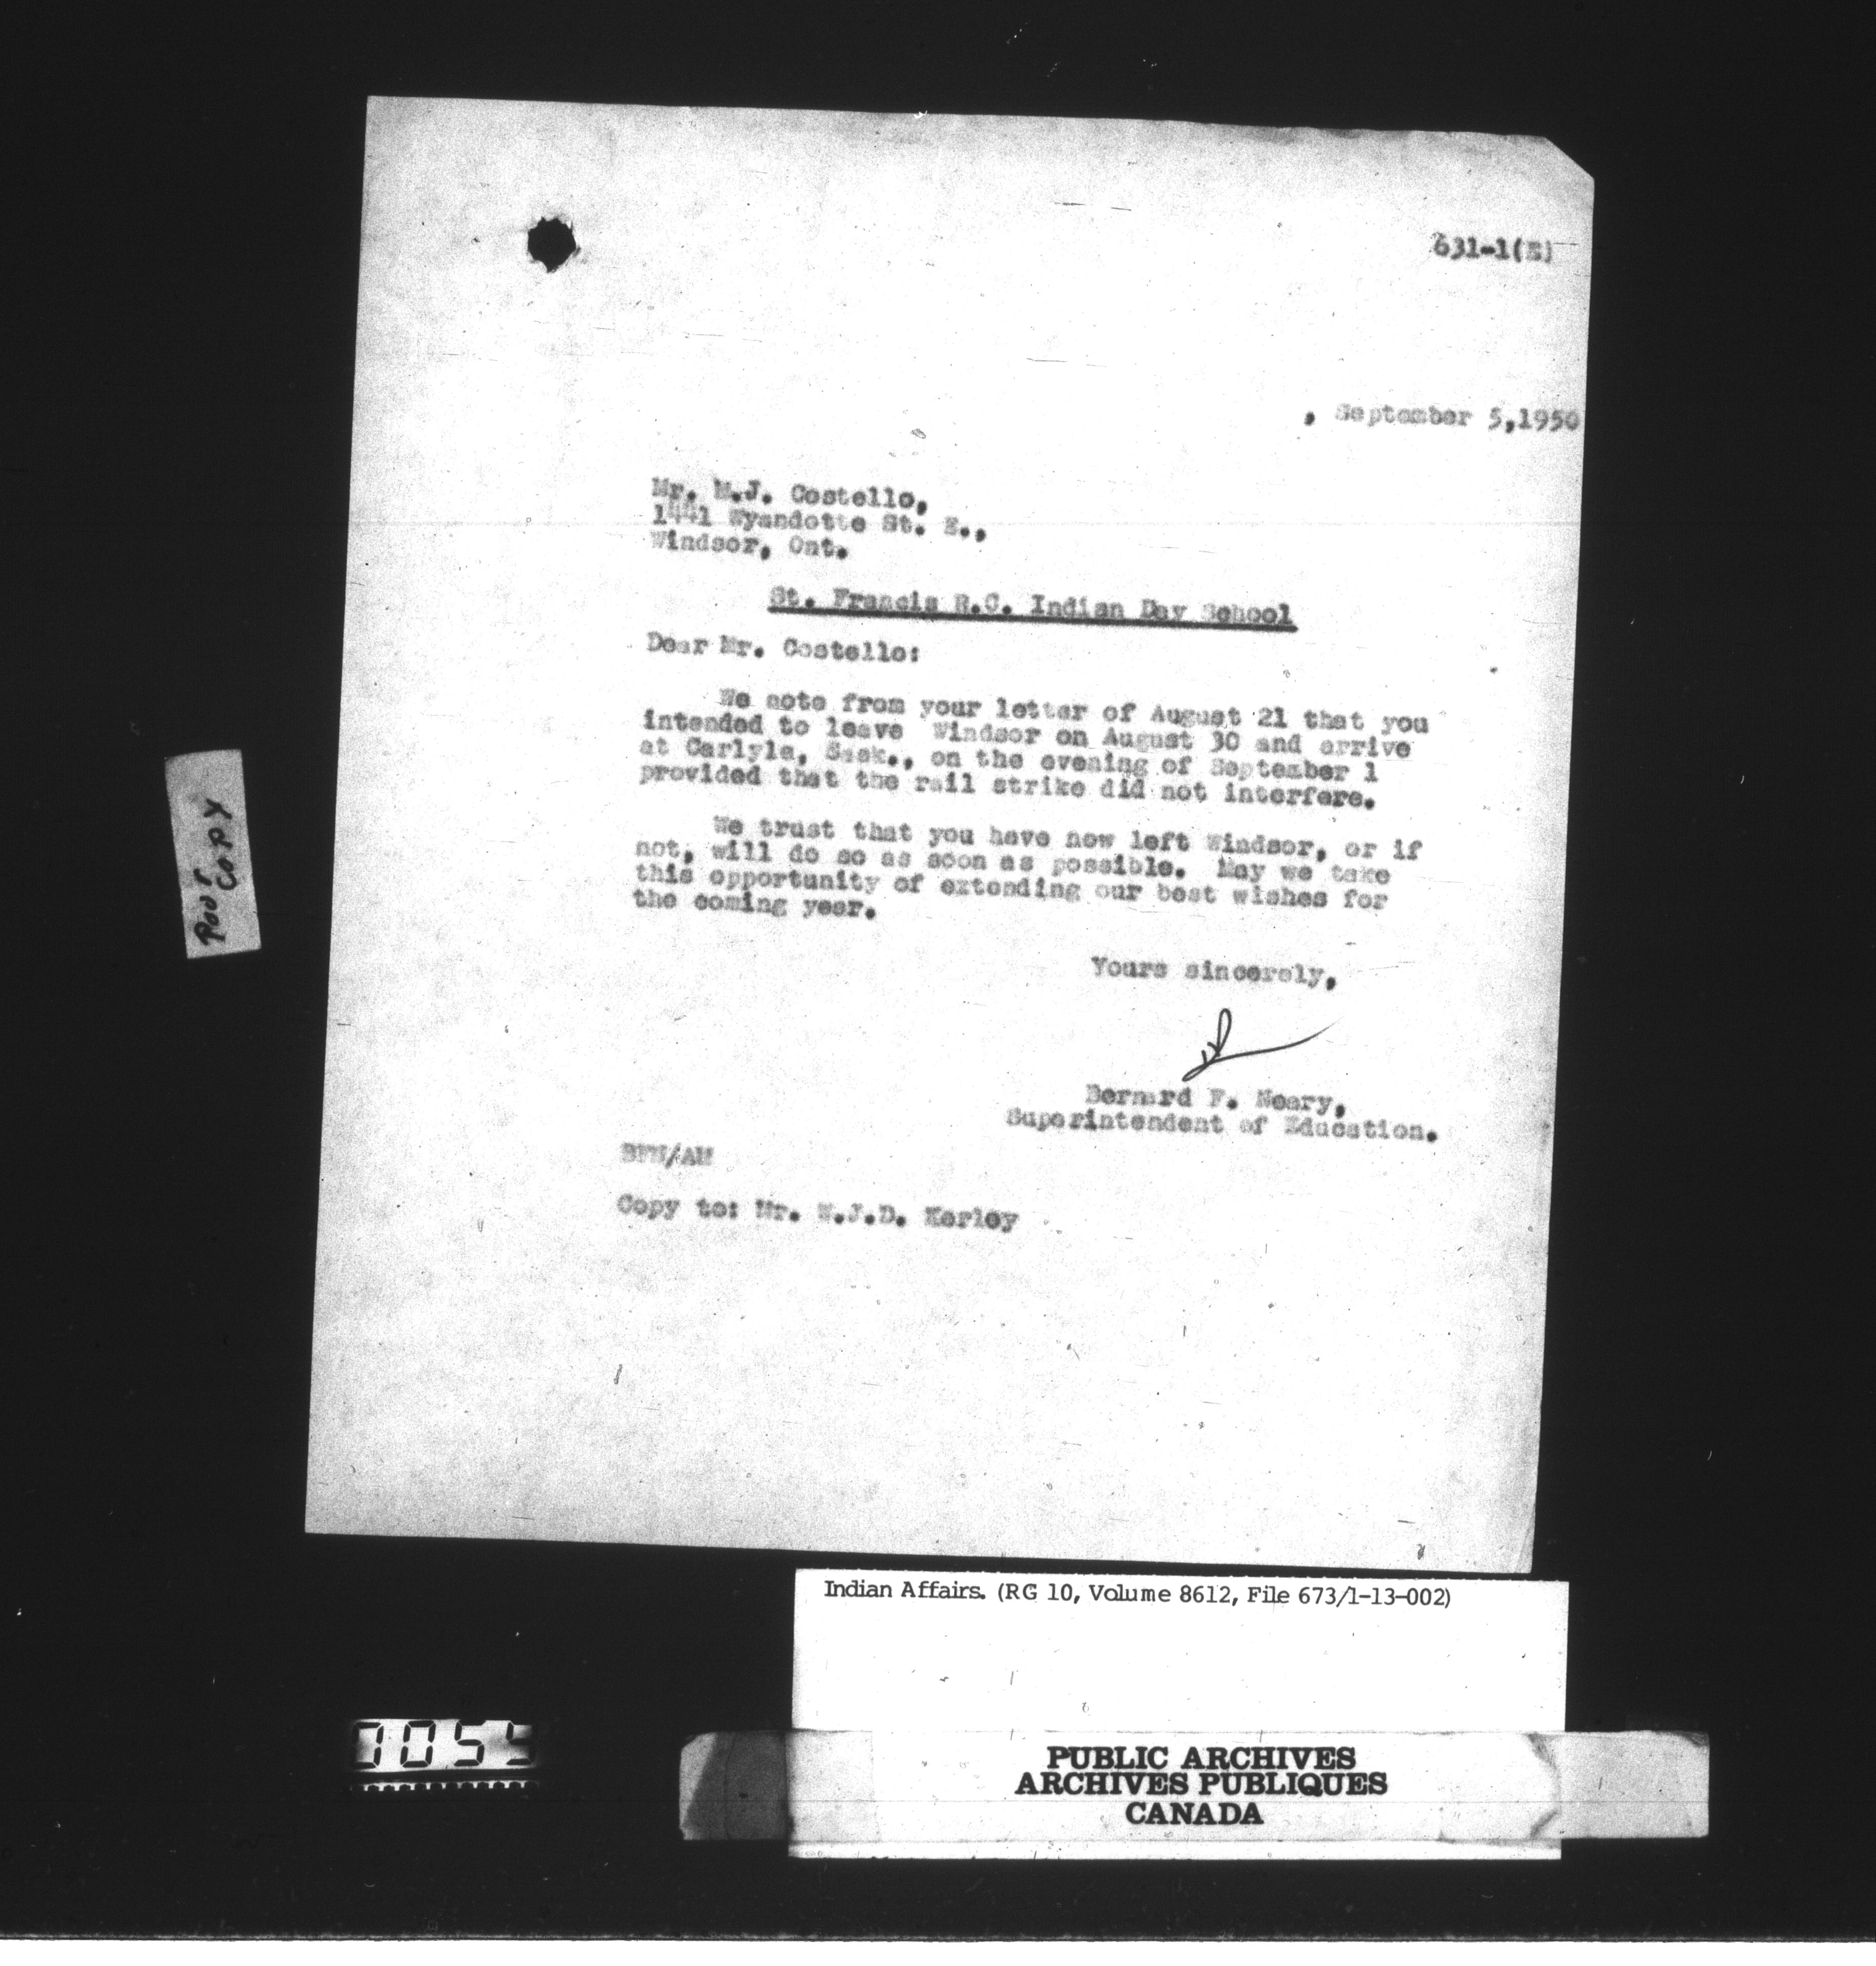 631-1(E)
, September 5,1950
Mr. M.J. Costello,
1441 Wyandotte St. E.,
Windsor, Ont.
St. Francis R.C. Indian Day School
Dear Mr. Costello:
We note from your letter of August 21 that you
intended to leave Windsor on August 30 and arrive
at Carlyle, Sask., on the evening of September 1
provided that the rail strike did not interfere.
We trust that you have now left Windsor, or if
not, will do so as soon as possible. May we take
this opportunity of extending our best wishes for
the coming year.
Yours sincerely,
Bernard F. Neary,
Superintendent of Education.
BFN/AM
Copy to: Mr. W.J.D. Kerley
POOR
COPY
Indian Affairs. (RG 10, Volume 8612, File 673/1-13-002)
PUBLIC ARCHIVES
ARCHIVES PUBLIQUES
CANADA